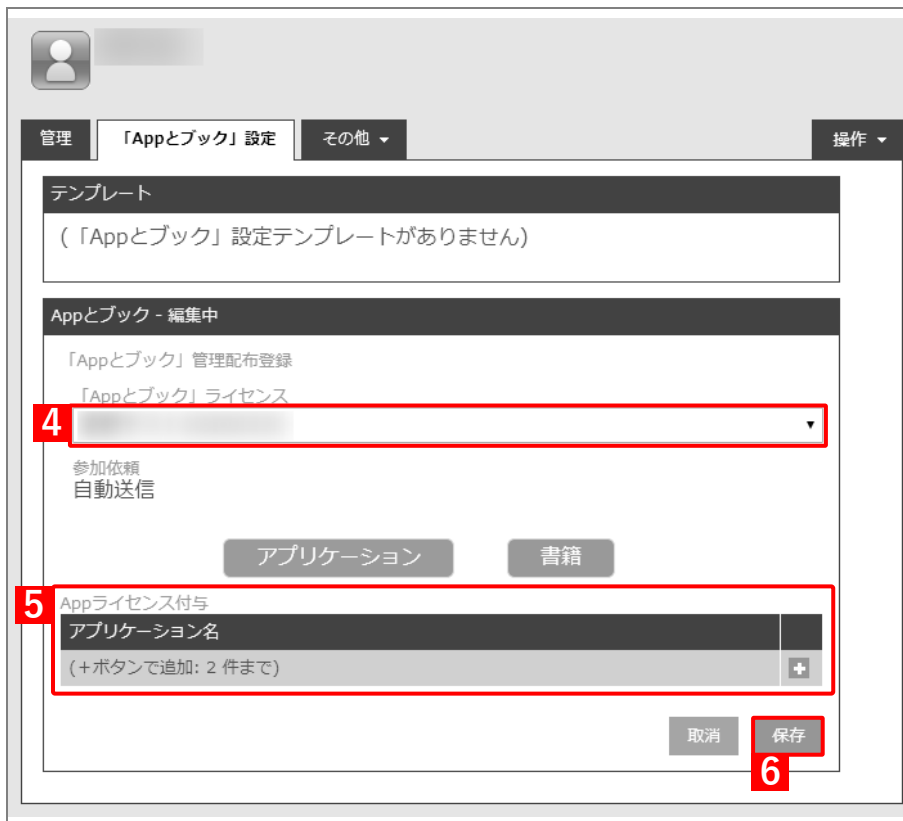 管理
「Appとブック」設定
その他
操作
テンプレート
(「Appとブック」設定テンプレートがありません)
Appとブック - 編集中
「Appとブック」管理配布登録
「Appとブック」ライセンス
4
参加依頼
自動送信
アプリケーション
書籍
5
Appライセンス付与
アプリケーション名
(+ボタンで追加: 2 件まで)
取消
保存
6